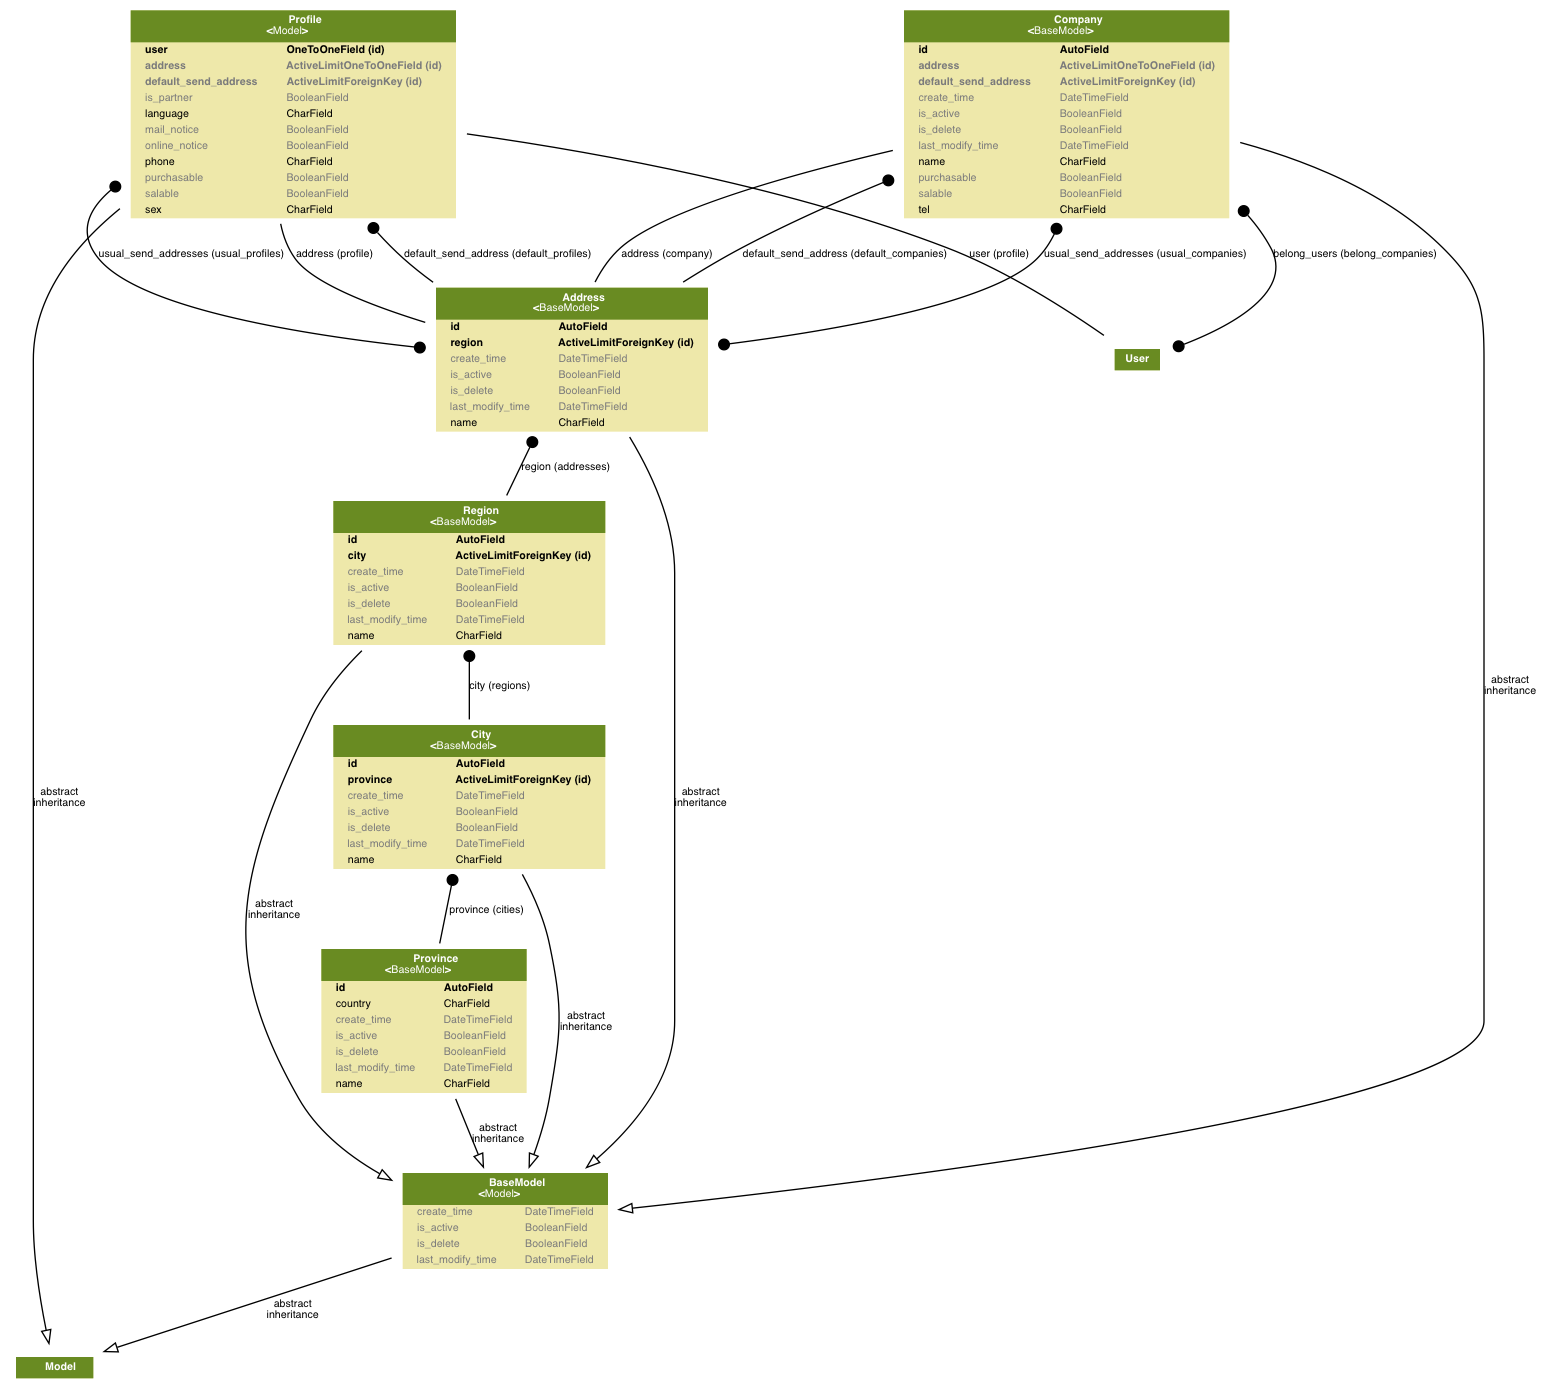 Profile
<Model>
user OneToOneField (id)
address ActiveLimitOneToOneField (id)
default_send_address ActiveLimitForeignKey (id)
is_partner BooleanField
language CharField
mail_notice BooleanField
online_notice BooleanField
phone CharField
purchasable BooleanField
salable BooleanField
sex CharField
Company
<BaseModel>
id AutoField
address ActiveLimitOneToOneField (id)
default_send_address ActiveLimitForeignKey (id)
create_time DateTimeField
is_active BooleanField
is_delete BooleanField
last_modify_time DateTimeField
name CharField
purchasable BooleanField
salable BooleanField
tel CharField
usual_send_addresses (usual_profiles)
address (profile)
default_send_address (default_profiles)
address (company)
default_send_address (default_companies)
user (profile)
usual_send_addresses (usual_companies)
belong_users (belong_companies)
Address
<BaseModel>
id AutoField
region ActiveLimitForeignKey (id)
create_time DateTimeField
is_active BooleanField
is_delete BooleanField
last_modify_time DateTimeField
name CharField
User
region (addresses)
Region
<BaseModel>
id AutoField
city ActiveLimitForeignKey (id)
create_time DateTimeField
is_active BooleanField
is_delete BooleanField
last_modify_time DateTimeField
name CharField
city (regions)
abstract
inheritance
City
<BaseModel>
id AutoField
province ActiveLimitForeignKey (id)
create_time DateTimeField
is_active BooleanField
is_delete BooleanField
last_modify_time DateTimeField
name CharField
abstract
inheritance
abstract
inheritance
abstract
inheritance
province (cities)
Province
<BaseModel>
id AutoField
country CharField
create_time DateTimeField
is_active BooleanField
is_delete BooleanField
last_modify_time DateTimeField
name CharField
abstract
inheritance
abstract
inheritance
BaseModel
<Model>
create_time DateTimeField
is_active BooleanField
is_delete BooleanField
last_modify_time DateTimeField
abstract
inheritance
Model